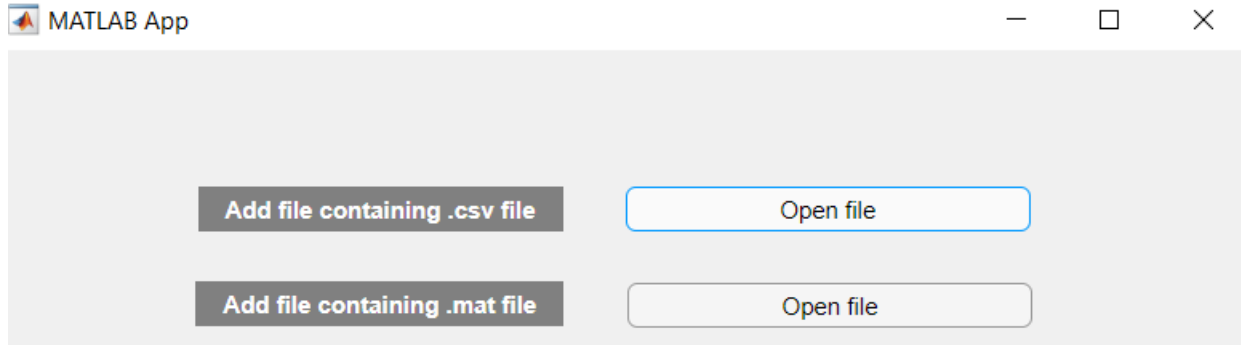 MATLAB App
Add file containing .csv file Open file
Add file containing .mat file Open file